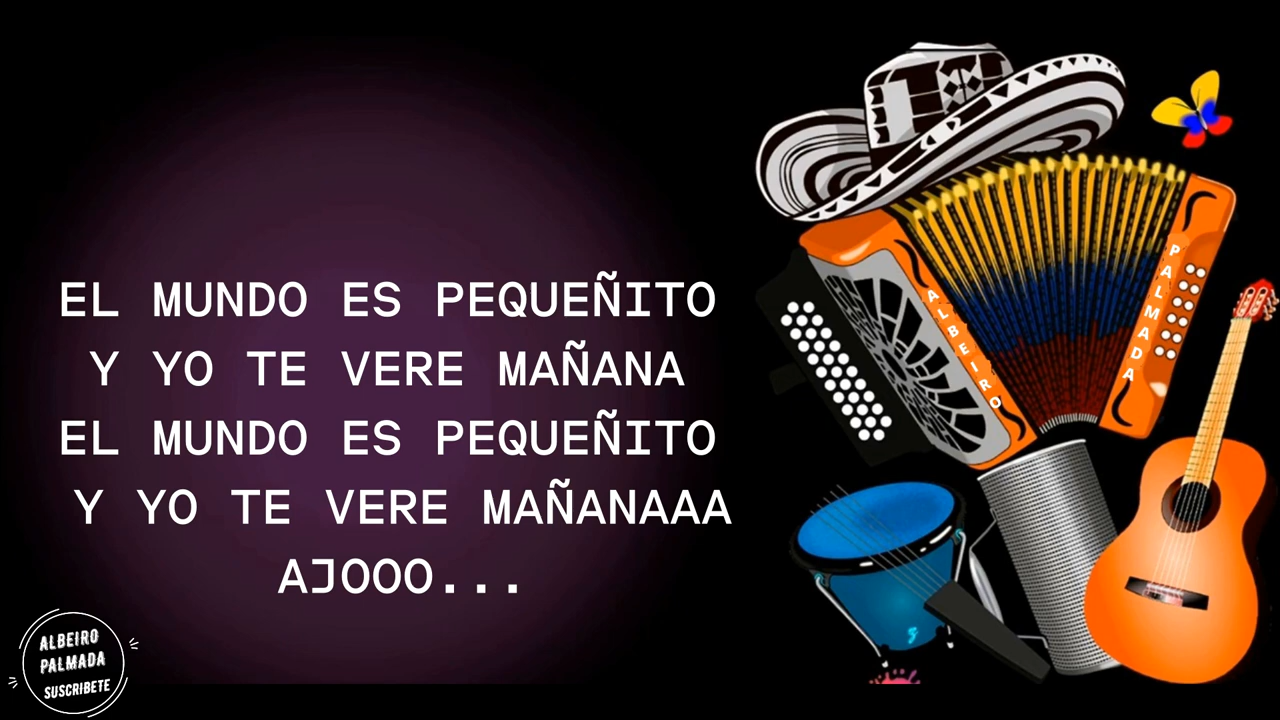 EL MUNDO ES PEQUEÑITO
Y YO TE VERE MAÑANA
EL MUNDO ES PEQUEÑITO
Y YO TE VERE MAÑANAAA
AJOOO...
ALBEIRO
PALMADA
ALBEIRO
PALMADA
SUSCRIBETE